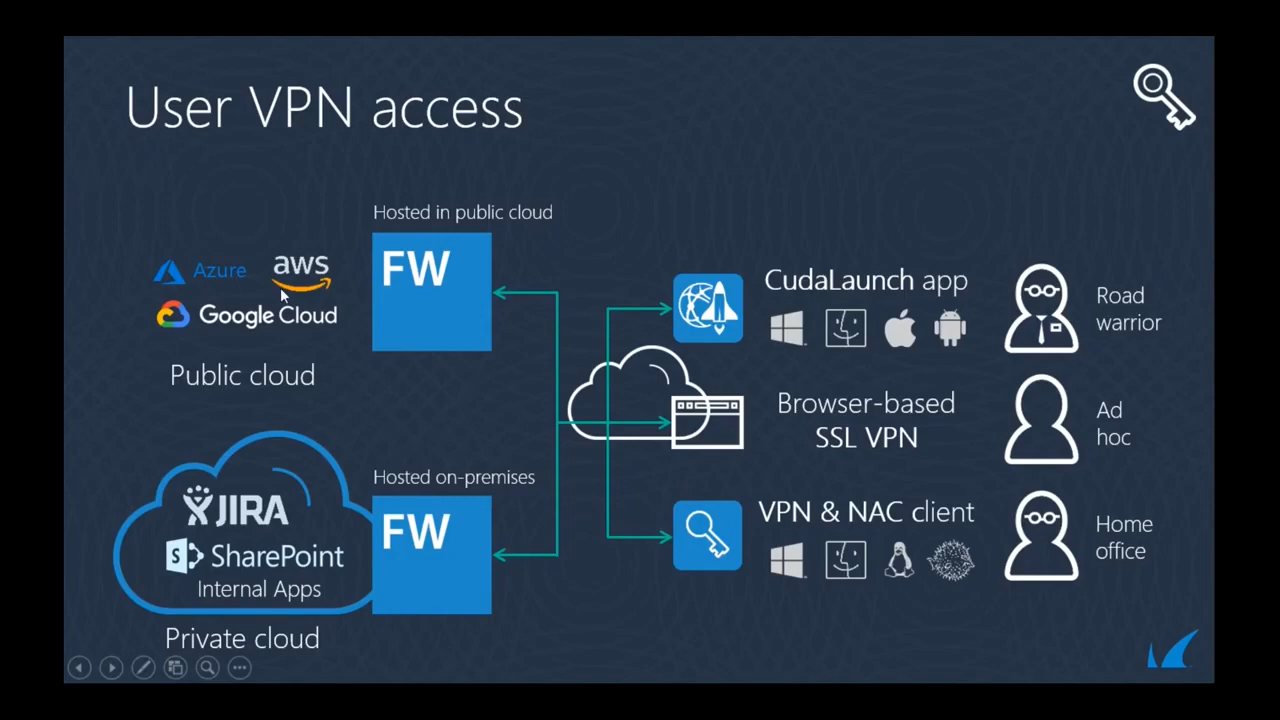 User VPN access
Hosted in public cloud
Azure
aws
Google Cloud
Public cloud
FW
CudaLaunch app
Road
warrior
Browser-based
SSL VPN
Ad
hoc
Hosted on-premises
JIRA
S
SharePoint
Internal Apps
Private cloud
FW
VPN & NAC client
Home
office